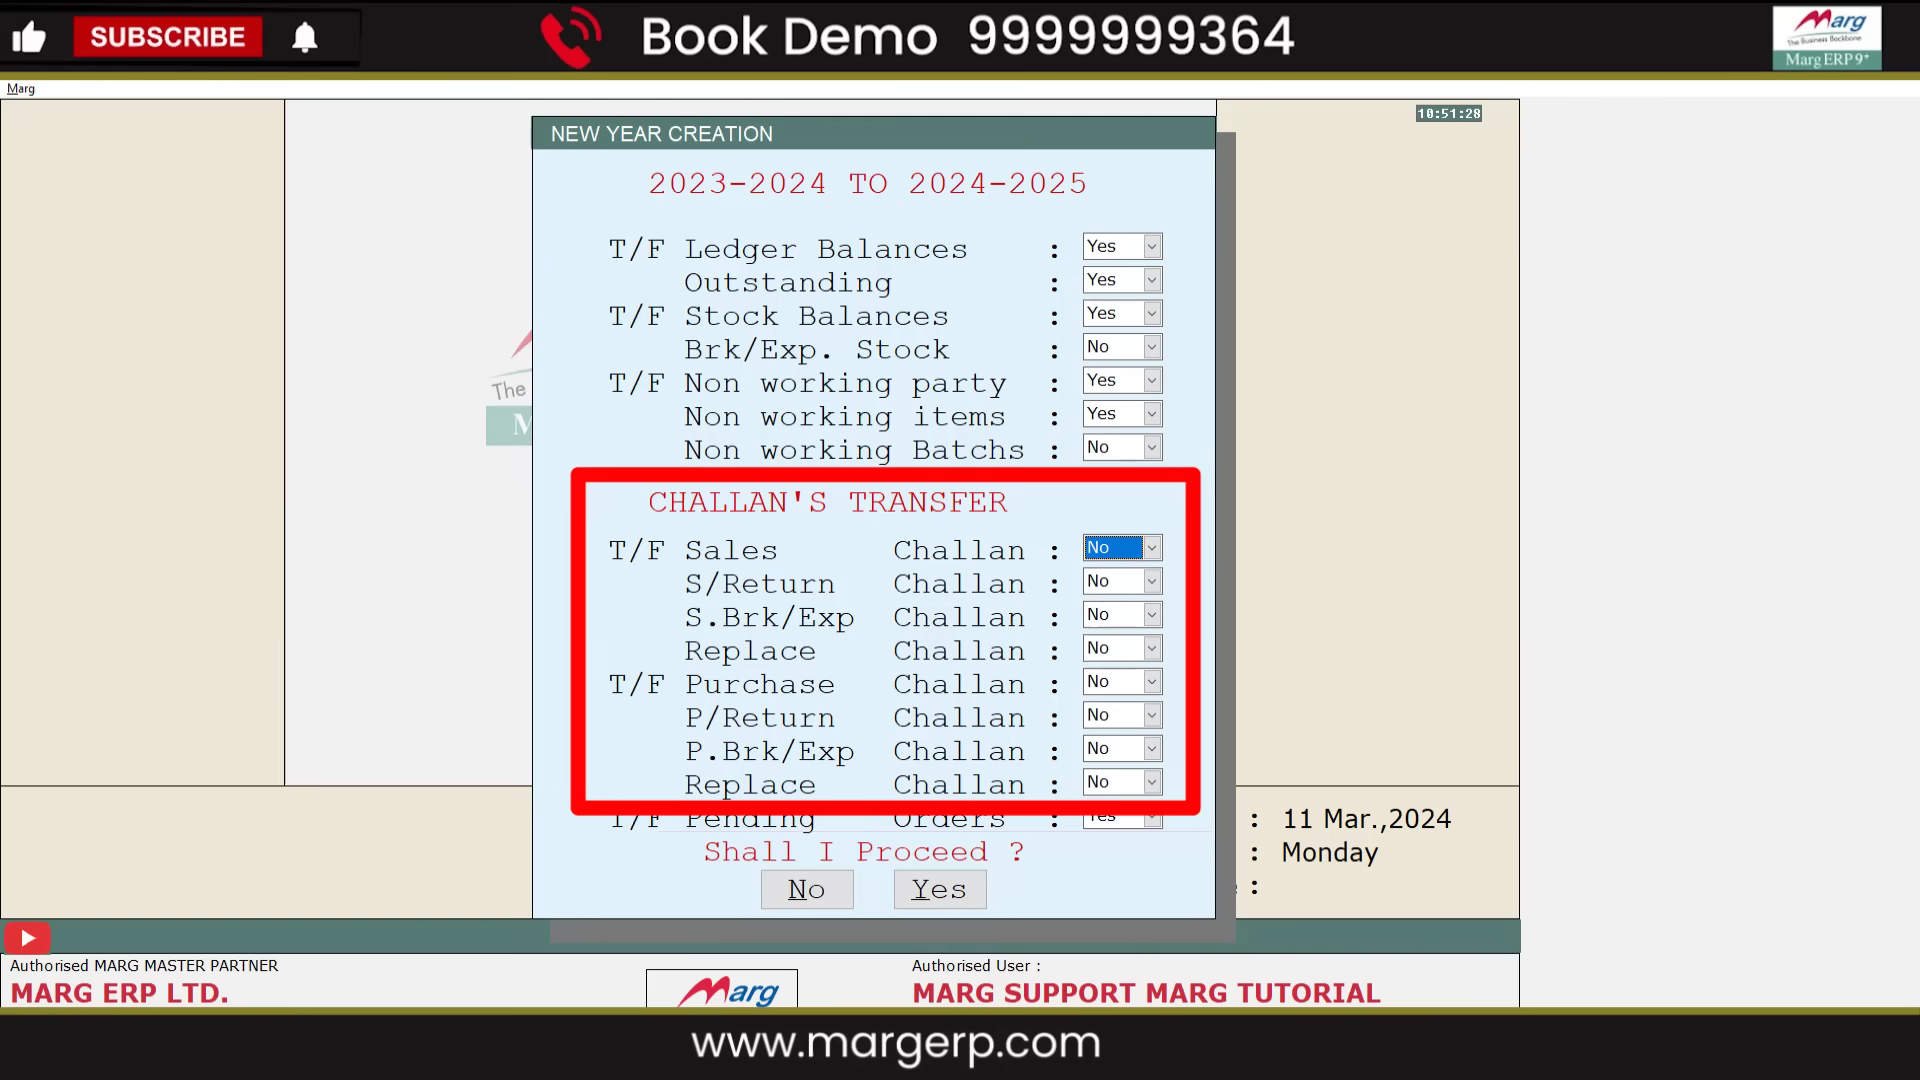 SUBSCRIBE
Book Demo 9999999364
Marg
The Business Backbone
Marg ERP 9+
Marg
10:51:28
NEW YEAR CREATION
2023-2024 TO 2024-2025
T/F Ledger Balances : Yes
Outstanding : Yes
T/F Stock Balances : Yes
Brk/Exp. Stock : No
T/F Non working party : Yes
The
Non working items : Yes
M
Non working Batchs : No
CHALLAN'S TRANSFER
T/F Sales Challan : No
S/Return Challan : No
S.Brk/Exp Challan : No
Replace Challan : No
T/F Purchase Challan : No
P/Return Challan : No
P.Brk/Exp Challan : No
Replace Challan : No
T/F Pending Orders : Yes
: 11 Mar.,2024
Shall I Proceed ?
: Monday
No Yes
:
Authorised MARG MASTER PARTNER
MARG ERP LTD.
Marg
Authorised User :
MARG SUPPORT MARG TUTORIAL
www.margerp.com